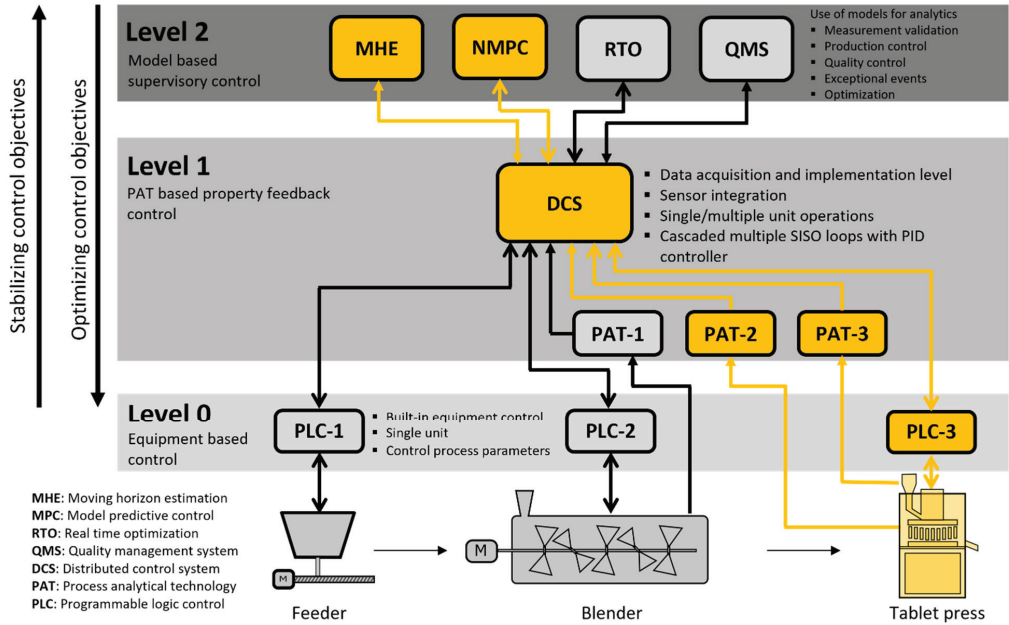 Stabilizing control objectives
Optimizing control objectives
Level 2
Model based
supervisory control
MHE
NMPC
RTO
QMS
Use of models for analytics
▪ Measurement validation
▪ Production control
▪ Quality control
▪ Exceptional events
▪ Optimization
Level 1
PAT based property feedback
control
DCS
▪ Data acquisition and implementation level
▪ Sensor integration
▪ Single/multiple unit operations
▪ Cascaded multiple SISO loops with PID
controller
PAT-1
PAT-2
PAT-3
Level 0
Equipment based
control
PLC-1
▪ Built-in equipment control
▪ Single unit
▪ Control process parameters
PLC-2
PLC-3
MHE: Moving horizon estimation
MPC: Model predictive control
RTO: Real time optimization
QMS: Quality management system
DCS: Distributed control system
PAT: Process analytical technology
PLC: Programmable logic control
M
M
Feeder
Blender
Tablet press